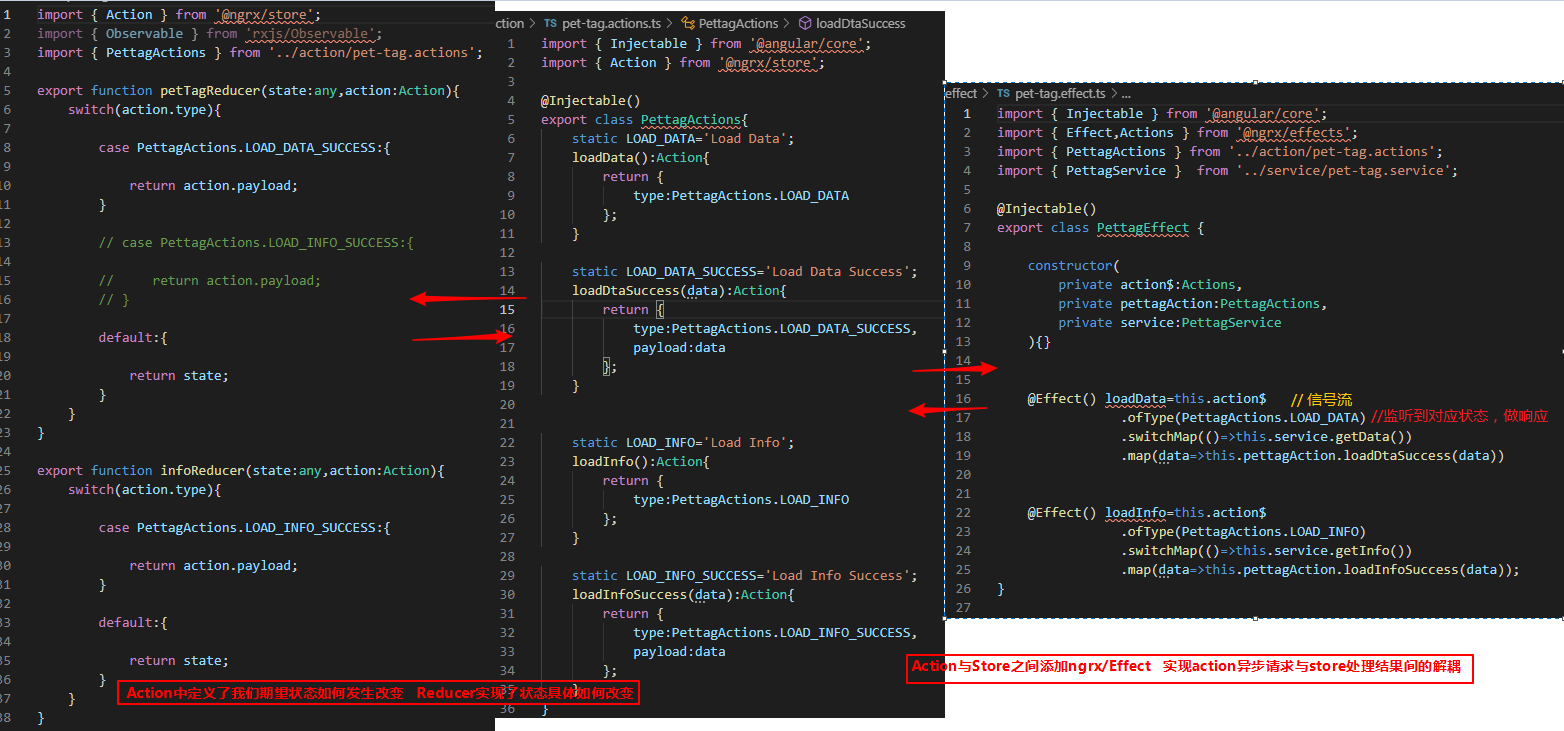 1 import { Action } from '@ngrx/store';
2 import { Observable } from 'rxjs/Observable';
3 import { PettagActions } from '../action/pet-tag.actions';
4
5 export function petTagReducer(state:any,action:Action){
6 switch(action.type){
7
8 case PettagActions.LOAD_DATA_SUCCESS:{
9
10 return action.payload;
11 }
12
13 // case PettagActions.LOAD_INFO_SUCCESS:{
14
15 //     return action.payload;
16 // }
17
18 default:{
19
20 return state;
21 }
22 }
23 }
24
25 export function infoReducer(state:any,action:Action){
26 switch(action.type){
27
28 case PettagActions.LOAD_INFO_SUCCESS:{
29
30 return action.payload;
31 }
32
33 default:{
34
35 return state;
36 }
37 }
38 }
Action中定义了我们期望状态如何发生改变 Reducer实现了状态具体如何改变
ction > TS pet-tag.actions.ts > PettagActions > loadDtaSuccess
1 import { Injectable } from '@angular/core';
2 import { Action } from '@ngrx/store';
3
4 @Injectable()
5 export class PettagActions{
6 static LOAD_DATA='Load Data';
7 loadData():Action{
8 return {
9 type:PettagActions.LOAD_DATA
10 };
11 }
12
13 static LOAD_DATA_SUCCESS='Load Data Success';
14 loadDtaSuccess(data):Action{
15 return {
16 type:PettagActions.LOAD_DATA_SUCCESS,
17 payload:data
18 };
19 }
20
21
22 static LOAD_INFO='Load Info';
23 loadInfo():Action{
24 return {
25 type:PettagActions.LOAD_INFO
26 };
27 }
28
29 static LOAD_INFO_SUCCESS='Load Info Success';
30 loadInfoSuccess(data):Action{
31 return {
32 type:PettagActions.LOAD_INFO_SUCCESS,
33 payload:data
34 };
35 }
36 }
effect > TS pet-tag.effect.ts > ...
1 import { Injectable } from '@angular/core';
2 import { Effect,Actions } from '@ngrx/effects';
3 import { PettagActions } from '../action/pet-tag.actions';
4 import { PettagService }  from '../service/pet-tag.service';
5
6 @Injectable()
7 export class PettagEffect {
8
9 constructor(
10 private action$:Actions,
11 private pettagAction:PettagActions,
12 private service:PettagService
13 ){}
14
15
16 @Effect() loadData=this.action$ // 信号流
17 .ofType(PettagActions.LOAD_DATA) //监听到对应状态，做响应
18 .switchMap(()=>this.service.getData())
19 .map(data=>this.pettagAction.loadDtaSuccess(data))
20
21
22 @Effect() loadInfo=this.action$
23 .ofType(PettagActions.LOAD_INFO)
24 .switchMap(()=>this.service.getInfo())
25 .map(data=>this.pettagAction.loadInfoSuccess(data));
26 }
27
Action与Store之间添加ngrx/Effect 实现action异步请求与store处理结果间的解耦